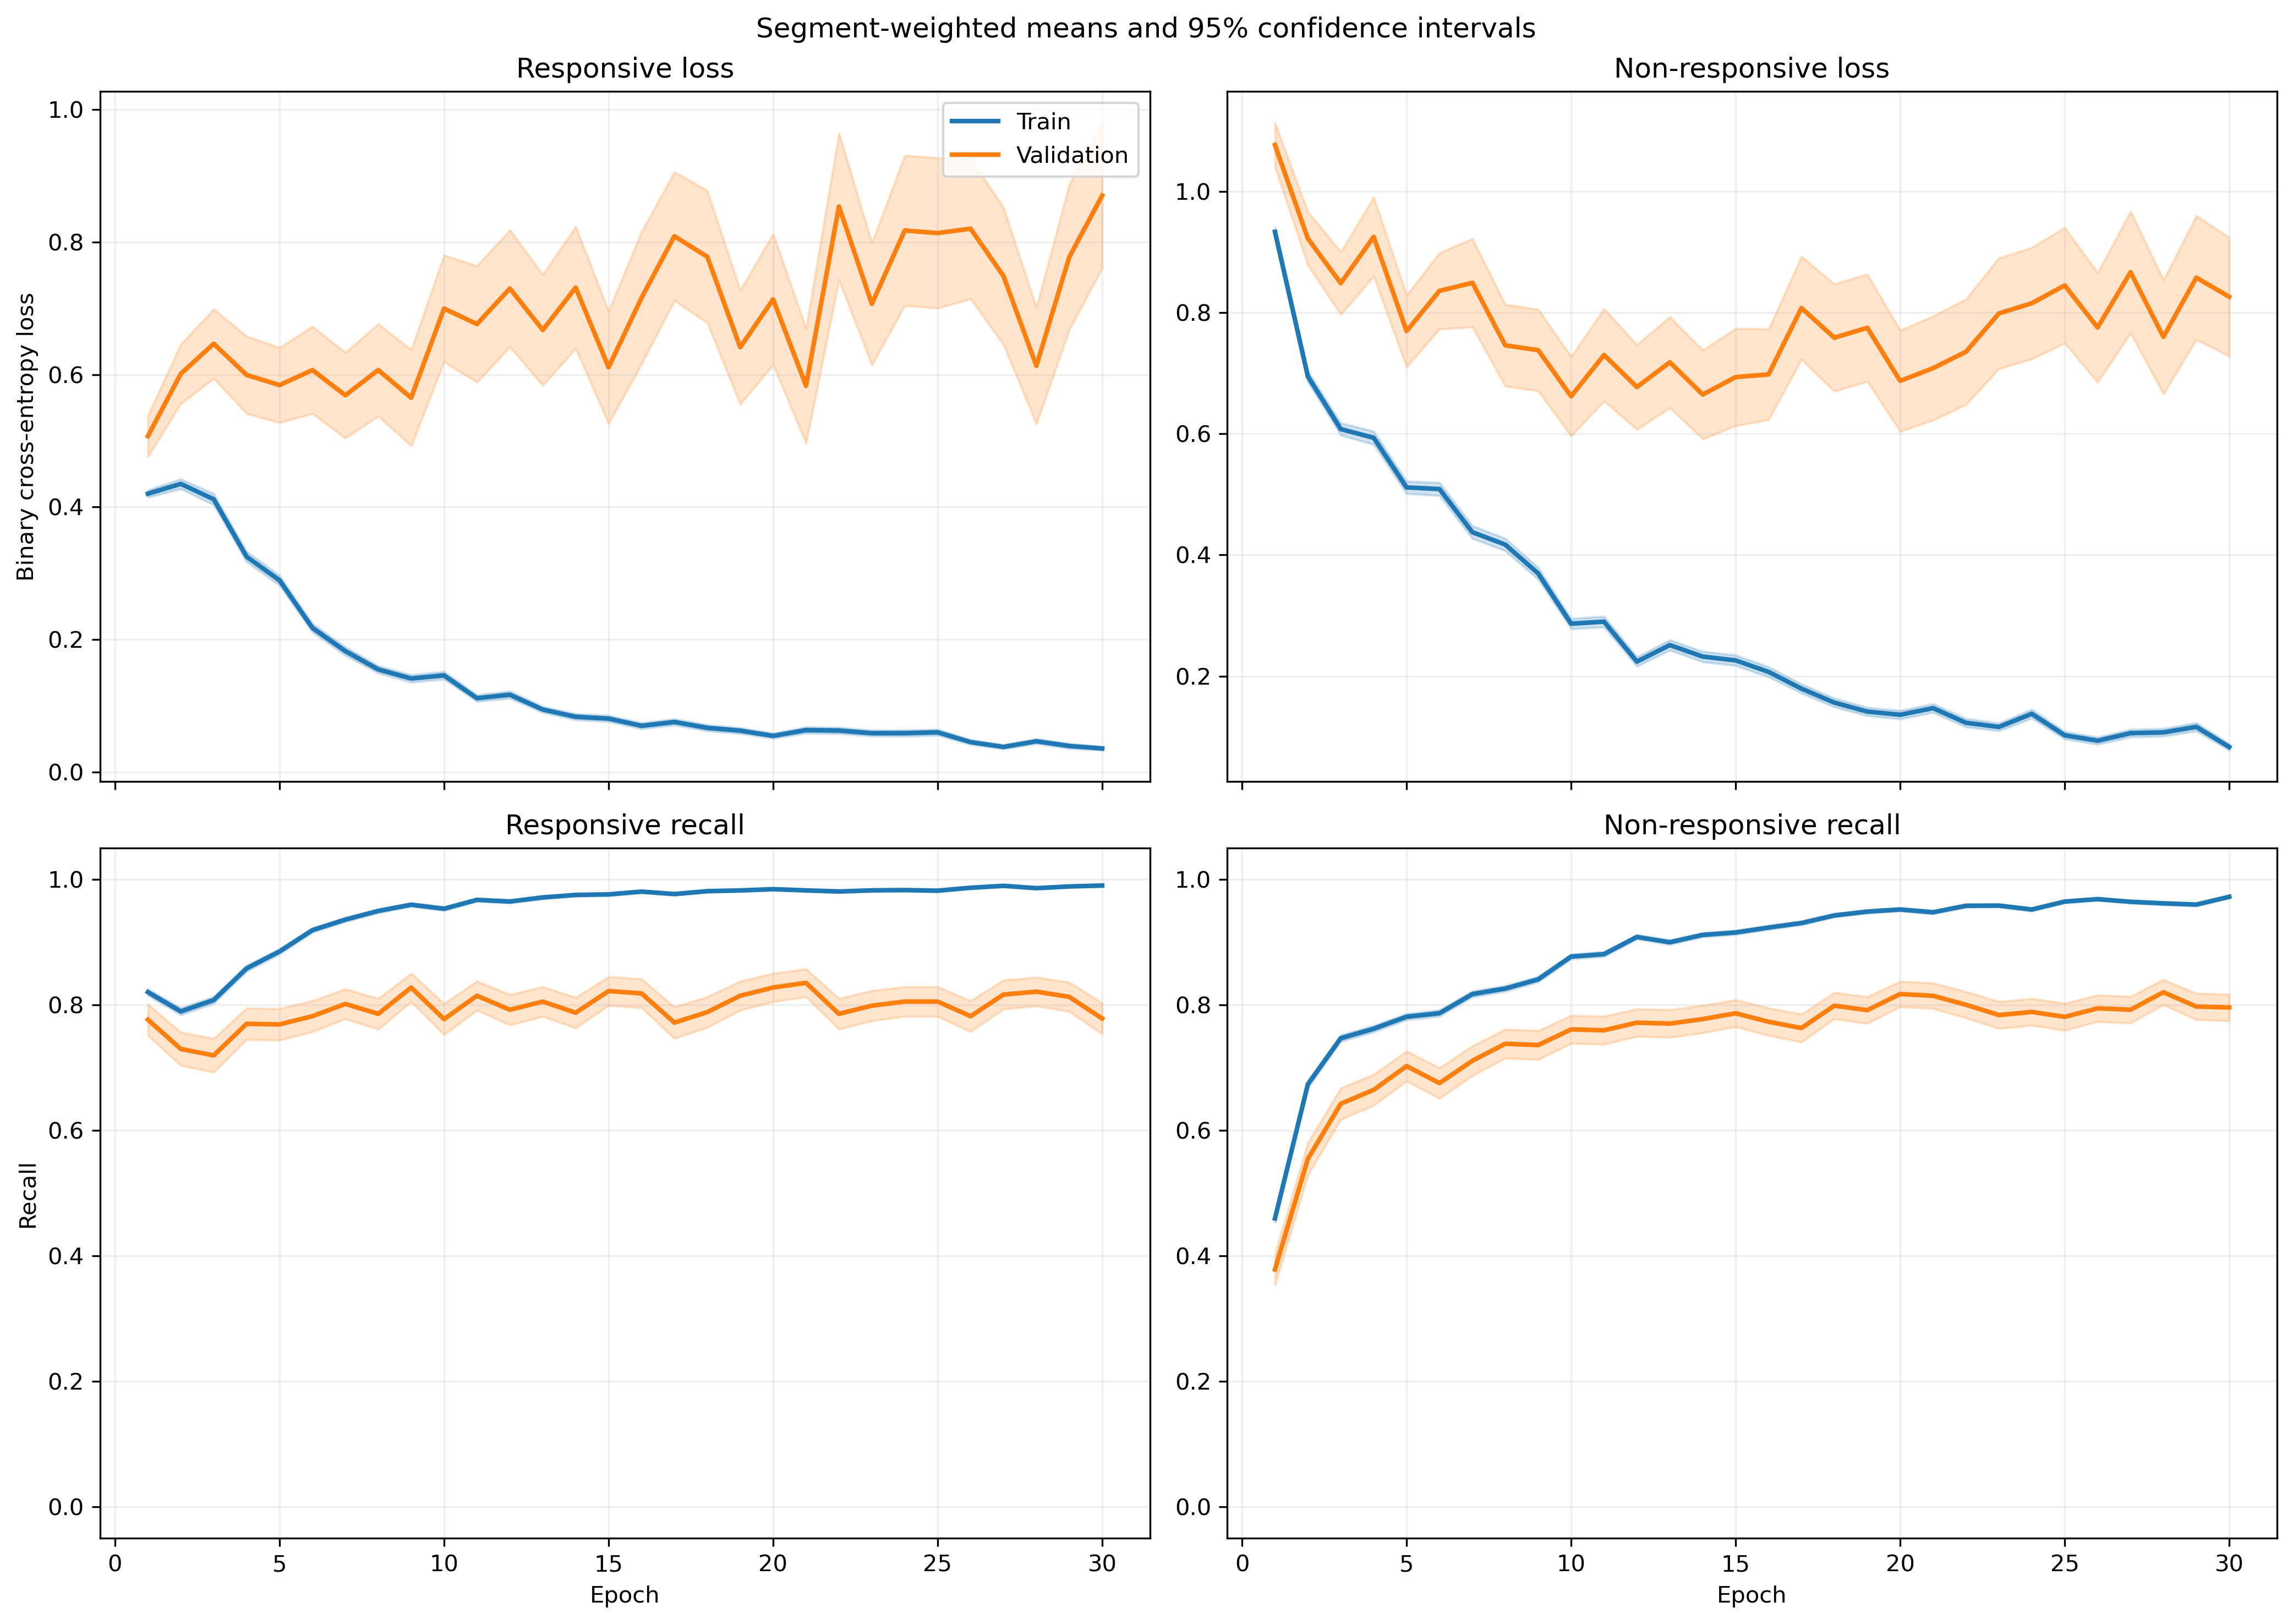 Segment-weighted means and 95% confidence intervals
Responsive loss
Non-responsive loss
Train
Validation
Binary cross-entropy loss
1.0
0.8
0.6
0.4
0.2
0.0
1.0
0.8
0.6
0.4
0.2
Responsive recall
Non-responsive recall
Recall
1.0
0.8
0.6
0.4
0.2
0.0
0 5 10 15 20 25 30
Epoch
1.0
0.8
0.6
0.4
0.2
0.0
0 5 10 15 20 25 30
Epoch